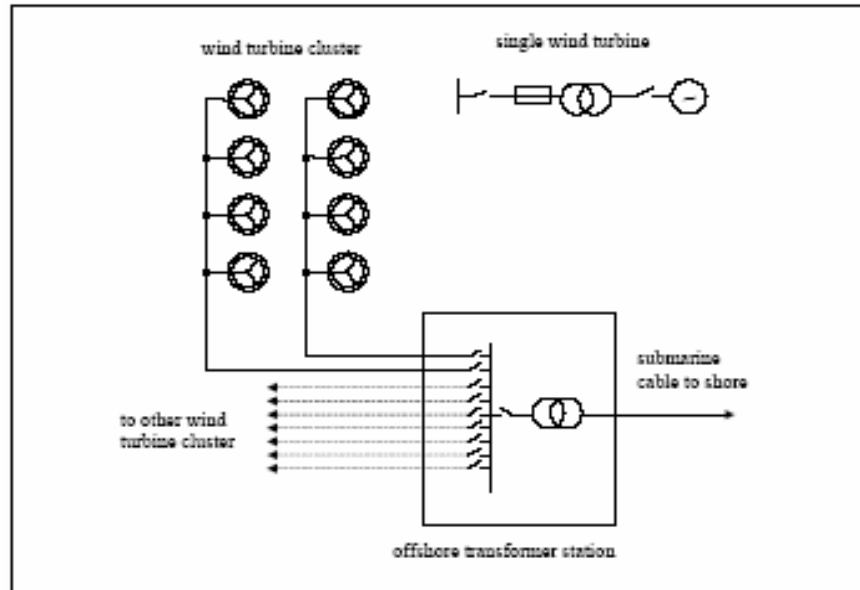 wind turbine cluster
single wind turbine
submarine
cable to shore
to other wind
turbine cluster
offshore transformer station